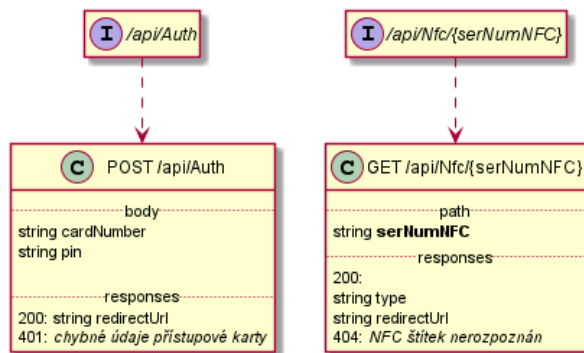 I /api/Auth
C POST /api/Auth
body
string cardNumber
string pin
responses
200: string redirectUrl
401: chybné údaje přístupové karty
I /api/Nfc/{serNumNFC}
C GET /api/Nfc/{serNumNFC}
path
string serNumNFC
responses
200:
string type
string redirectUrl
404: NFC štítek nerozpoznán